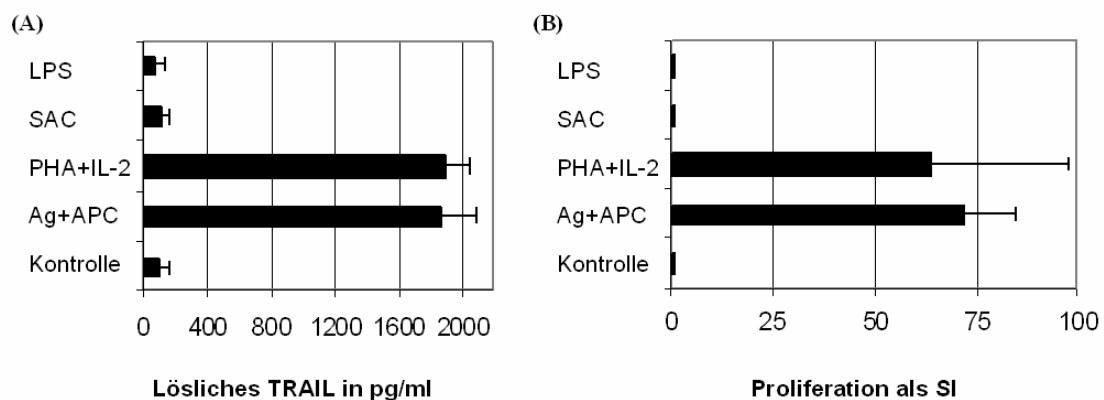 (A)
LPS
SAC
PHA+IL-2
Ag+APC
Kontrolle
0 400 800 1200 1600 2000
Lösliches TRAIL in pg/ml
(B)
LPS
SAC
PHA+IL-2
Ag+APC
Kontrolle
0 25 50 75 100
Proliferation als SI